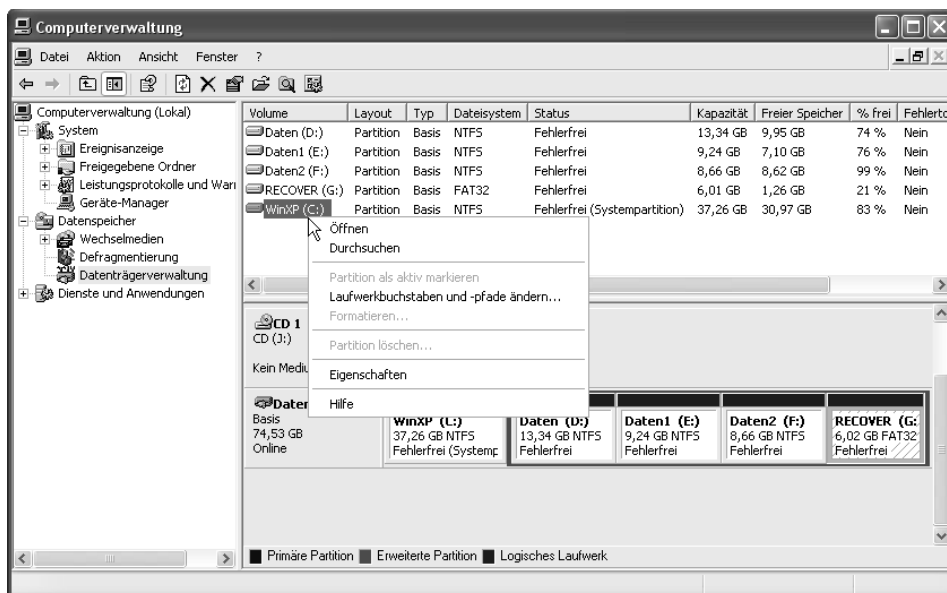 Computerverwaltung
Datei Aktion Ansicht Fenster ?
Computerverwaltung (Lokal)
System
Ereignisanzeige
Freigegebene Ordner
Leistungsprotokolle und Warn
Geräte-Manager
Datenspeicher
Wechselmedien
Defragmentierung
Datenträgerverwaltung
Dienste und Anwendungen
Volume Layout Typ Dateisystem Status Kapazität Freier Speicher % frei Fehlerto
Daten (D:) Partition Basis NTFS Fehlerfrei 13,34 GB 9,95 GB 74 % Nein
Daten1 (E:) Partition Basis NTFS Fehlerfrei 9,24 GB 7,10 GB 76 % Nein
Daten2 (F:) Partition Basis NTFS Fehlerfrei 8,66 GB 8,62 GB 99 % Nein
RECOVER (G:) Partition Basis FAT32 Fehlerfrei 6,01 GB 1,26 GB 21 % Nein
WinXP (C:) Partition Basis NTFS Fehlerfrei (Systempartition) 37,26 GB 30,97 GB 83 % Nein
Öffnen
Durchsuchen
Partition als aktiv markieren
Laufwerkbuchstaben und -pfade ändern...
Formatieren...
Partition löschen...
Eigenschaften
Hilfe
CD 1
CD (J:)
Kein Mediu
Daten
Basis
74,53 GB
Online
WinXP (C:)
37,26 GB NTFS
Fehlerfrei (Systemp
Daten (D:)
13,34 GB NTFS
Fehlerfrei
Daten1 (E:)
9,24 GB NTFS
Fehlerfrei
Daten2 (F:)
8,66 GB NTFS
Fehlerfrei
RECOVER (G:
6,02 GB FAT32
Fehlerfrei
Primäre Partition Erweiterte Partition Logisches Laufwerk